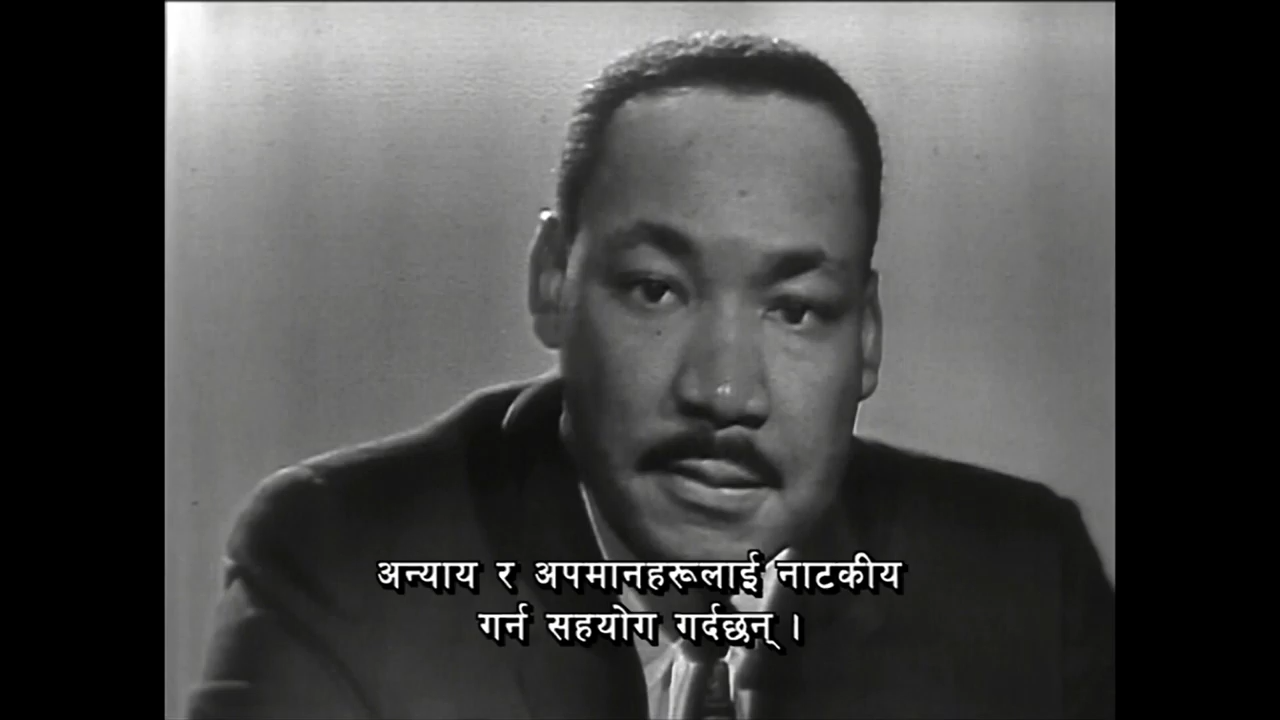 अन्याय र अपमानहरूलाई नाटकीय
गर्न सहयोग गर्दछन् ।